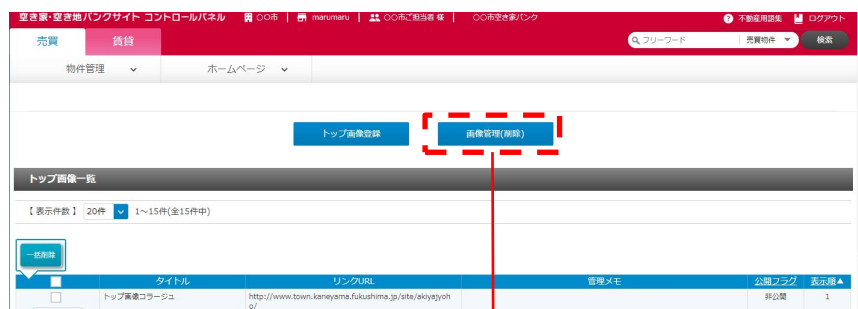 空き家・空き地バンクサイト コントロールパネル 〇〇市 | marumaru | 〇〇市ご担当者 様 | 〇〇市空き家バンク ? 不動産用語集 ログアウト
売買 賃貸 フリーワード 売買物件 ▼ 検索
物件管理 ホームページ
トップ画像登録 画像管理(削除)
トップ画像一覧
【 表示件数 】 20件 1～15件(全15件中)
一括削除
タイトル リンクURL 管理メモ 公開フラグ 表示順▲
トップ画像コラージュ http://www.town.kaneyama.fukushima.jp/site/akiyajyoh 非公開 1
o/